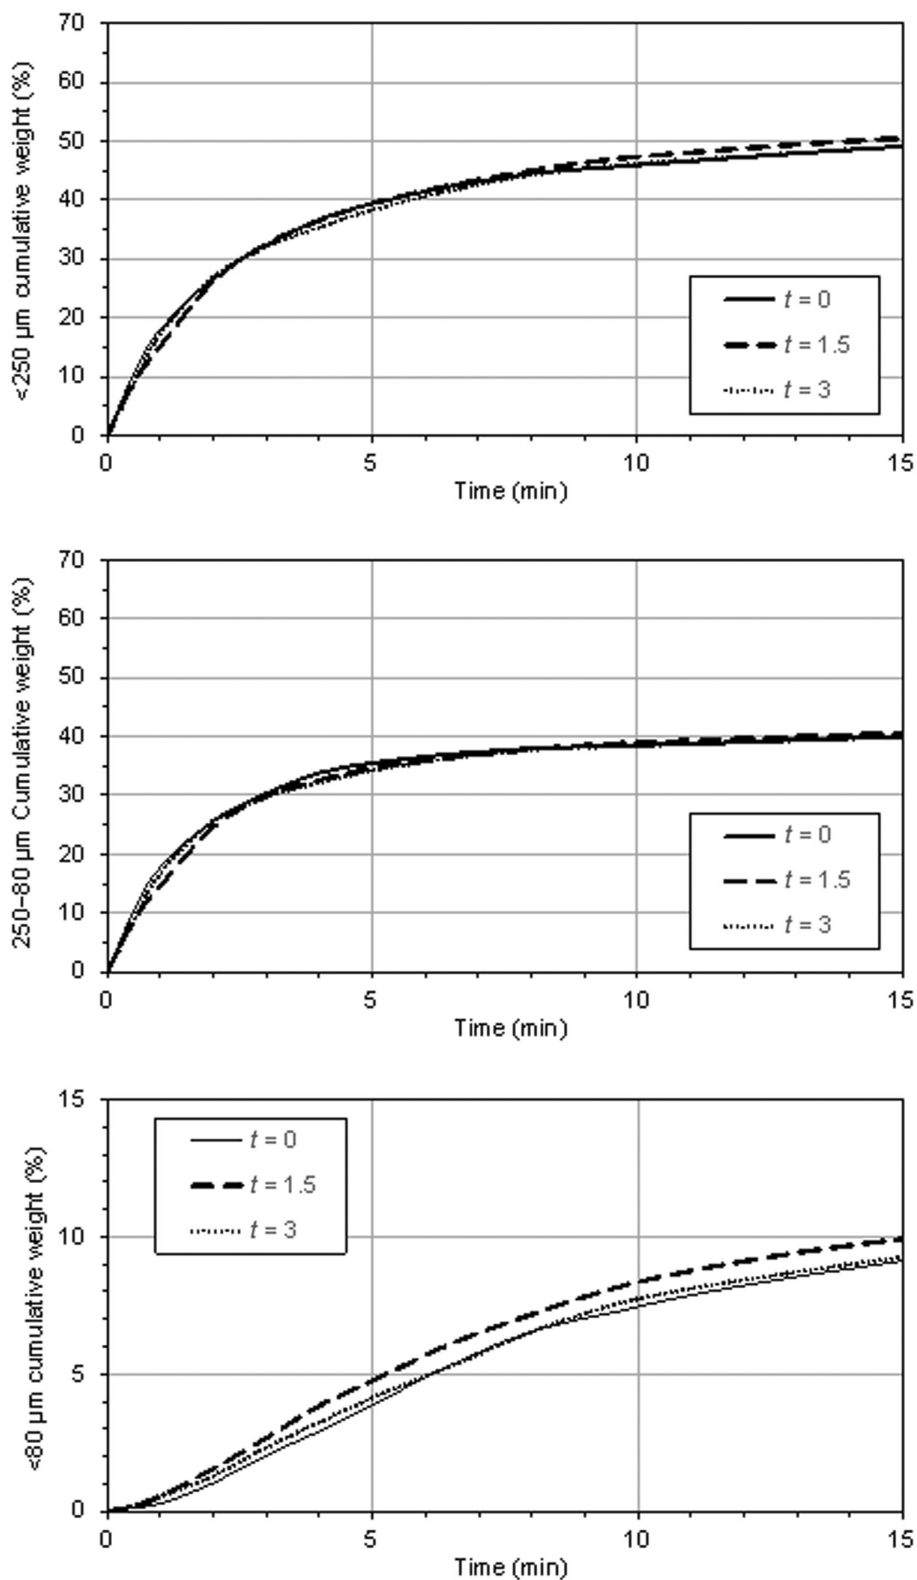 <250 µm cumulative weight (%)
70
60
50
40
30
20
10
0
t = 0
t = 1.5
t = 3
0 5 10 15
Time (min)
250–80 µm Cumulative weight (%)
70
60
50
40
30
20
10
0
t = 0
t = 1.5
t = 3
0 5 10 15
Time (min)
<80 µm cumulative weight (%)
15
10
5
0
t = 0
t = 1.5
t = 3
0 5 10 15
Time (min)